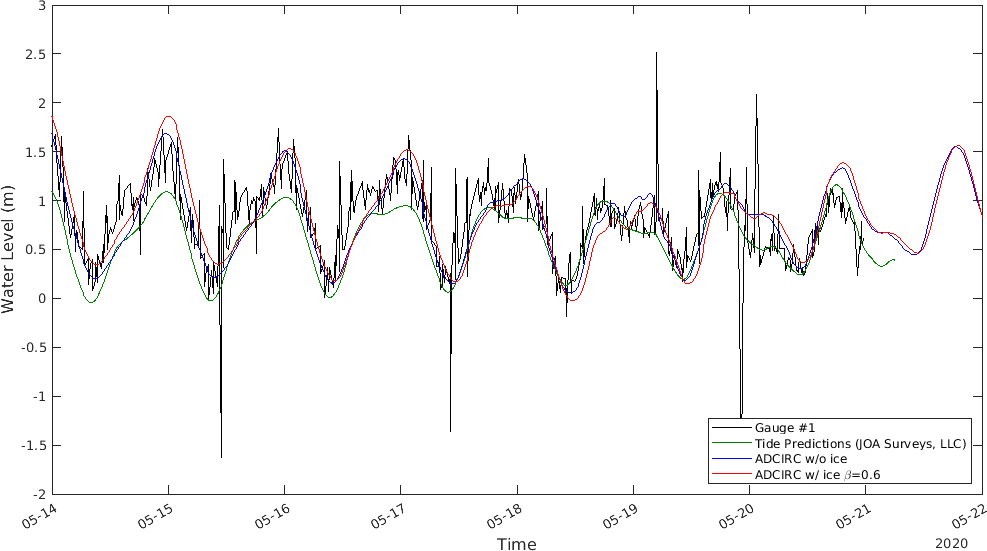 3
2.5
2
1.5
1
0.5
0
-0.5
-1
-1.5
-2
Water Level (m)
Gauge #1
Tide Predictions (JOA Surveys, LLC)
ADCIRC w/o ice
ADCIRC w/ ice β=0.6
05-14 05-15 05-16 05-17 05-18 05-19 05-20 05-21 05-22
Time
2020